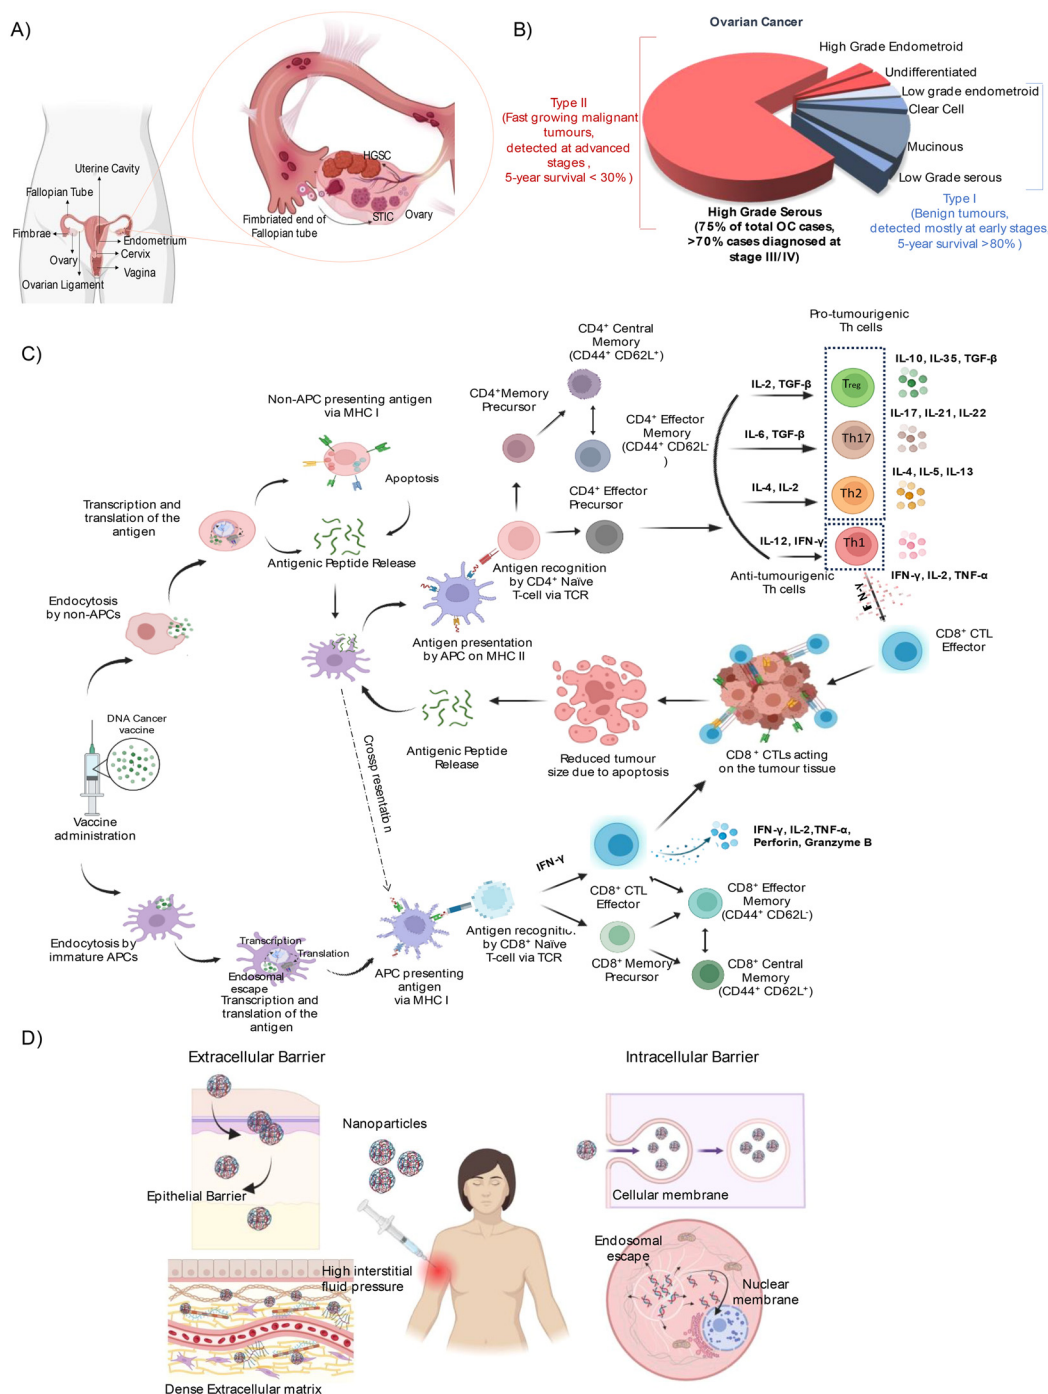 A)
Uterine Cavity
Fallopian Tube
Fimbrae
Endometrium
Cervix
Ovary
Vagina
Ovarian Ligament
HGSC
STIC
Ovary
Fimbriated end of
Fallopian tube
B)
Ovarian Cancer
High Grade Endometroid
Undifferentiated
Low grade endometroid
Clear Cell
Mucinous
Low Grade serous
Type II
(Fast growing malignant
tumours,
detected at advanced
stages ,
5-year survival < 30% )
High Grade Serous
(75% of total OC cases,
>70% cases diagnosed at
stage III/IV)
Type I
(Benign tumours,
detected mostly at early stages
5-year survival >80% )
C)
Vaccine
administration
DNA Cancer
vaccine
Endocytosis
by non-APCs
Transcription and
translation of the
antigen
Non-APC presenting antigen
via MHC I
Apoptosis
Antigenic Peptide Release
Antigen presentation
by APC on MHC II
Antigen recognition
by CD4⁺ Naïve
T-cell via TCR
CD4⁺Memory
Precursor
CD4⁺ Central
Memory
(CD44⁺ CD62L⁺)
CD4⁺ Effector
Memory
(CD44⁺ CD62L⁻
)
CD4⁺ Effector
Precursor
Pro-tumourigenic
Th cells
IL-2, TGF-β
Treg
IL-10, IL-35, TGF-β
IL-6, TGF-β
Th17
IL-17, IL-21, IL-22
IL-4, IL-2
Th2
IL-4, IL-5, IL-13
IL-12, IFN-γ
Th1
IFN-γ, IL-2, TNF-α
Anti-tumourigenic
Th cells
IFN-γ
CD8⁺ CTL
Effector
CD8⁺ CTLs acting
on the tumour tissue
Reduced tumour
size due to apoptosis
Antigenic Peptide
Release
Crosspresentation
Endocytosis by
immature APCs
Transcription
Translation
Endosomal
escape
Transcription and
translation of the
antigen
APC presenting
antigen
via MHC I
Antigen recognitior
by CD8⁺ Naïve
T-cell via TCR
IFN-γ
CD8⁺ CTL
Effector
IFN-γ, IL-2,TNF-α,
Perforin, Granzyme B
CD8⁺ Memory
Precursor
CD8⁺ Effector
Memory
(CD44⁺ CD62L⁻)
CD8⁺ Central
Memory
(CD44⁺ CD62L⁺)
D)
Extracellular Barrier
Epithelial Barrier
Dense Extracellular matrix
Nanoparticles
High interstitial
fluid pressure
Intracellular Barrier
Cellular membrane
Endosomal
escape
Nuclear
membrane